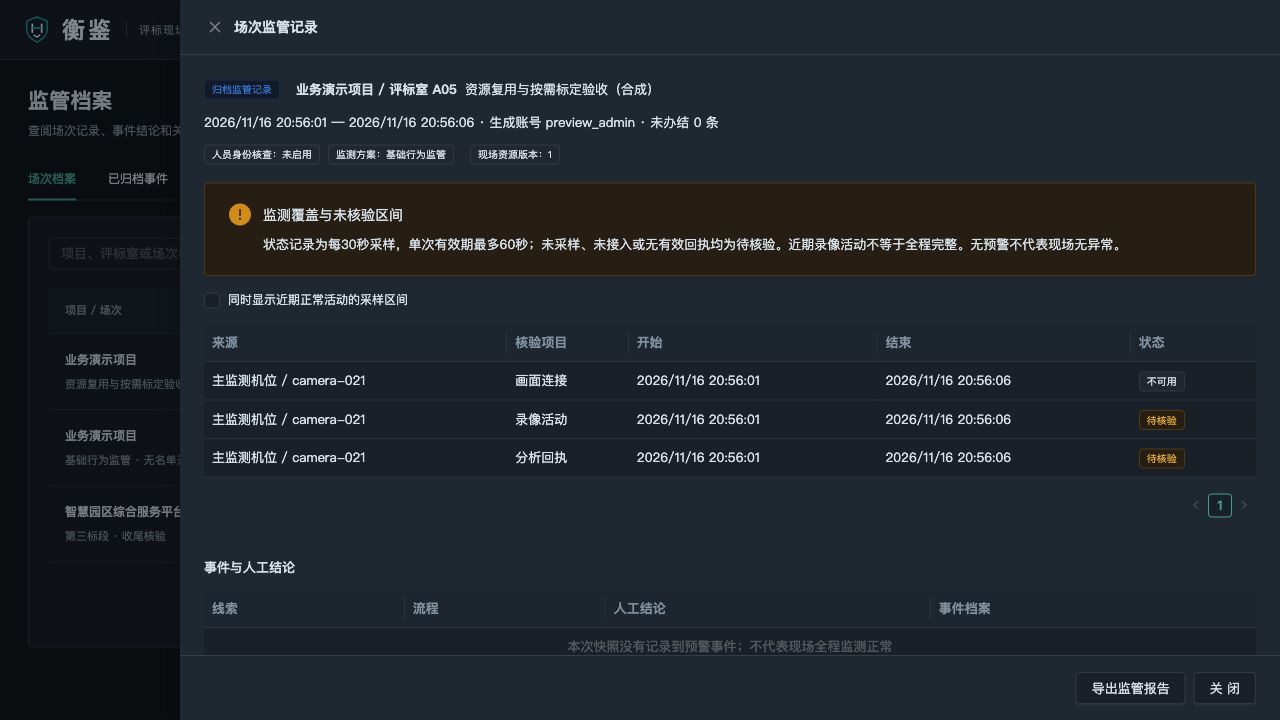 衡鉴
评标现场
监管档案
查阅场次记录、事件结论和关
场次档案
已归档事件
项目、评标室或场次
项目 / 场次
业务演示项目
资源复用与按需标定验收
业务演示项目
基础行为监管 · 无名单
智慧园区综合服务平台
第三标段 · 收尾核验
场次监管记录
归档监管记录 业务演示项目 / 评标室 A05 资源复用与按需标定验收（合成）
2026/11/16 20:56:01 — 2026/11/16 20:56:06 · 生成账号 preview_admin · 未办结 0 条
人员身份核查：未启用 监测方案：基础行为监管 现场资源版本：1
监测覆盖与未核验区间
状态记录为每30秒采样，单次有效期最多60秒；未采样、未接入或无有效回执均为待核验。近期录像活动不等于全程完整。无预警不代表现场无异常。
同时显示近期正常活动的采样区间
来源 核验项目 开始 结束 状态
主监测机位 / camera-021 画面连接 2026/11/16 20:56:01 2026/11/16 20:56:06 不可用
主监测机位 / camera-021 录像活动 2026/11/16 20:56:01 2026/11/16 20:56:06 待核验
主监测机位 / camera-021 分析回执 2026/11/16 20:56:01 2026/11/16 20:56:06 待核验
1
事件与人工结论
线索 流程 人工结论 事件档案
本次快照没有记录到预警事件；不代表现场全程监测正常
导出监管报告 关 闭